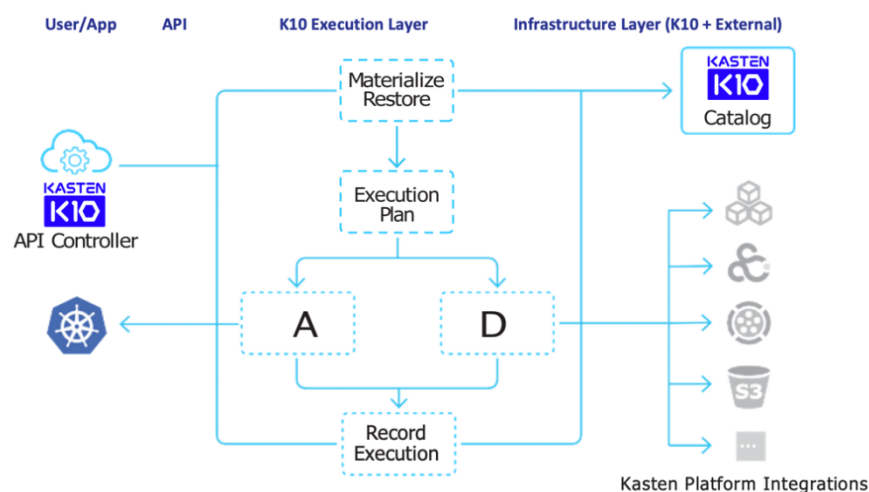 User/App API K10 Execution Layer Infrastructure Layer (K10 + External)
Materialize
Restore
KASTEN
K10
Catalog
Execution
Plan
KASTEN
K10
API Controller
A
D
S3
Record
Execution
...
Kasten Platform Integrations